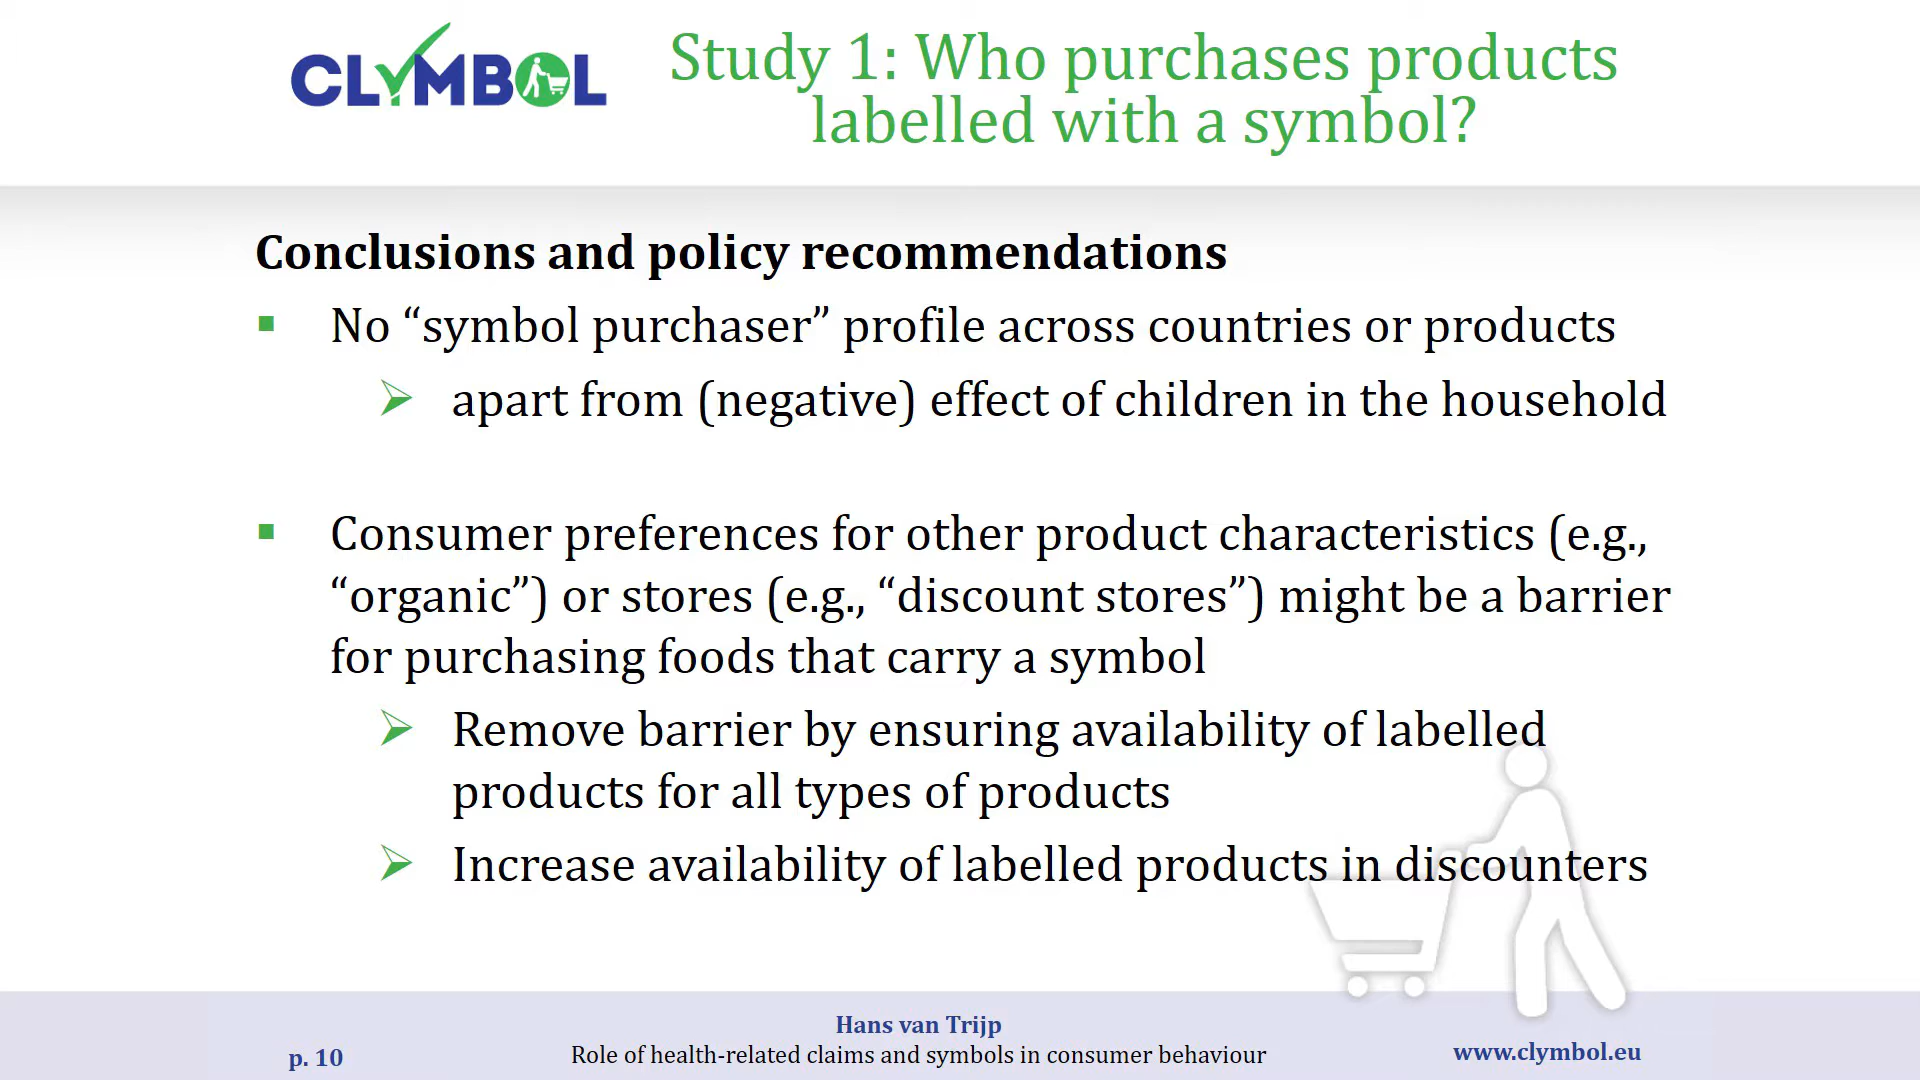 CLYMBOL
Study 1: Who purchases products
labelled with a symbol?
Conclusions and policy recommendations
No “symbol purchaser” profile across countries or products
apart from (negative) effect of children in the household
Consumer preferences for other product characteristics (e.g.,
“organic”) or stores (e.g., “discount stores”) might be a barrier
for purchasing foods that carry a symbol
Remove barrier by ensuring availability of labelled
products for all types of products
Increase availability of labelled products in discounters
Hans van Trijp
p. 10
Role of health-related claims and symbols in consumer behaviour
www.clymbol.eu